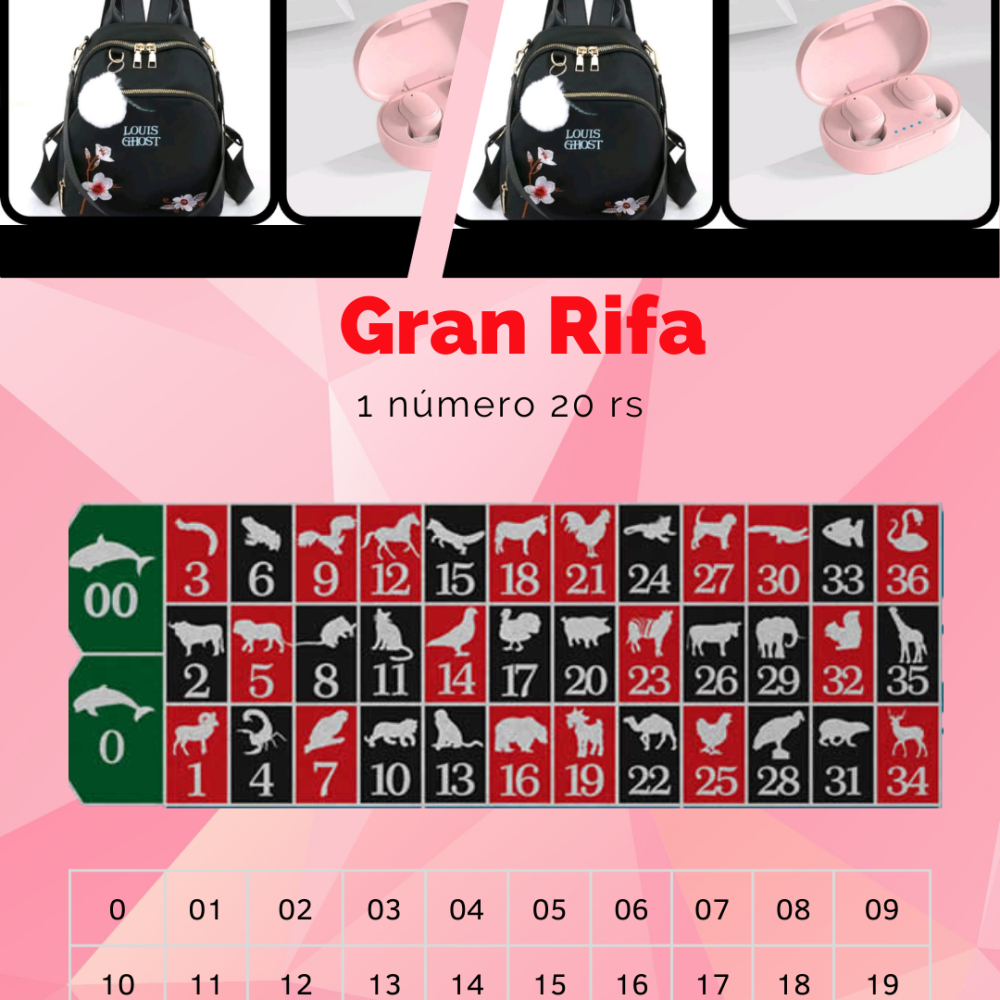 LOUIS
GHOST
LOUIS
GHOST
Gran Rifa
1 número 20 rs
00 3 6 9 12 15 18 21 24 27 30 33 36
2 5 8 11 14 17 20 23 26 29 32 35
0 1 4 7 10 13 16 19 22 25 28 31 34
0 01 02 03 04 05 06 07 08 09
10 11 12 13 14 15 16 17 18 19